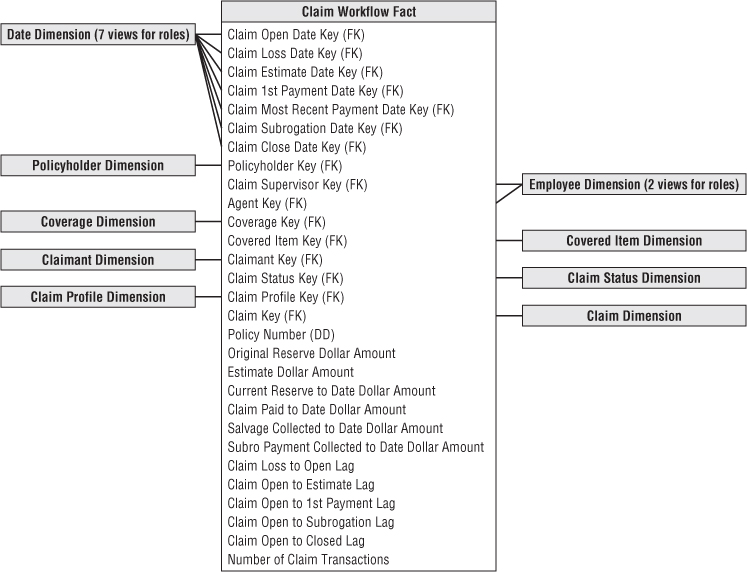 Claim Workflow Fact
Date Dimension (7 views for roles)
Claim Open Date Key (FK)
Claim Loss Date Key (FK)
Claim Estimate Date Key (FK)
Claim 1st Payment Date Key (FK)
Claim Most Recent Payment Date Key (FK)
Claim Subrogation Date Key (FK)
Claim Close Date Key (FK)
Policyholder Dimension
Policyholder Key (FK)
Claim Supervisor Key (FK)
Employee Dimension (2 views for roles)
Agent Key (FK)
Coverage Dimension
Coverage Key (FK)
Covered Item Key (FK)
Covered Item Dimension
Claimant Dimension
Claimant Key (FK)
Claim Status Key (FK)
Claim Status Dimension
Claim Profile Dimension
Claim Profile Key (FK)
Claim Key (FK)
Claim Dimension
Policy Number (DD)
Original Reserve Dollar Amount
Estimate Dollar Amount
Current Reserve to Date Dollar Amount
Claim Paid to Date Dollar Amount
Salvage Collected to Date Dollar Amount
Subro Payment Collected to Date Dollar Amount
Claim Loss to Open Lag
Claim Open to Estimate Lag
Claim Open to 1st Payment Lag
Claim Open to Subrogation Lag
Claim Open to Closed Lag
Number of Claim Transactions